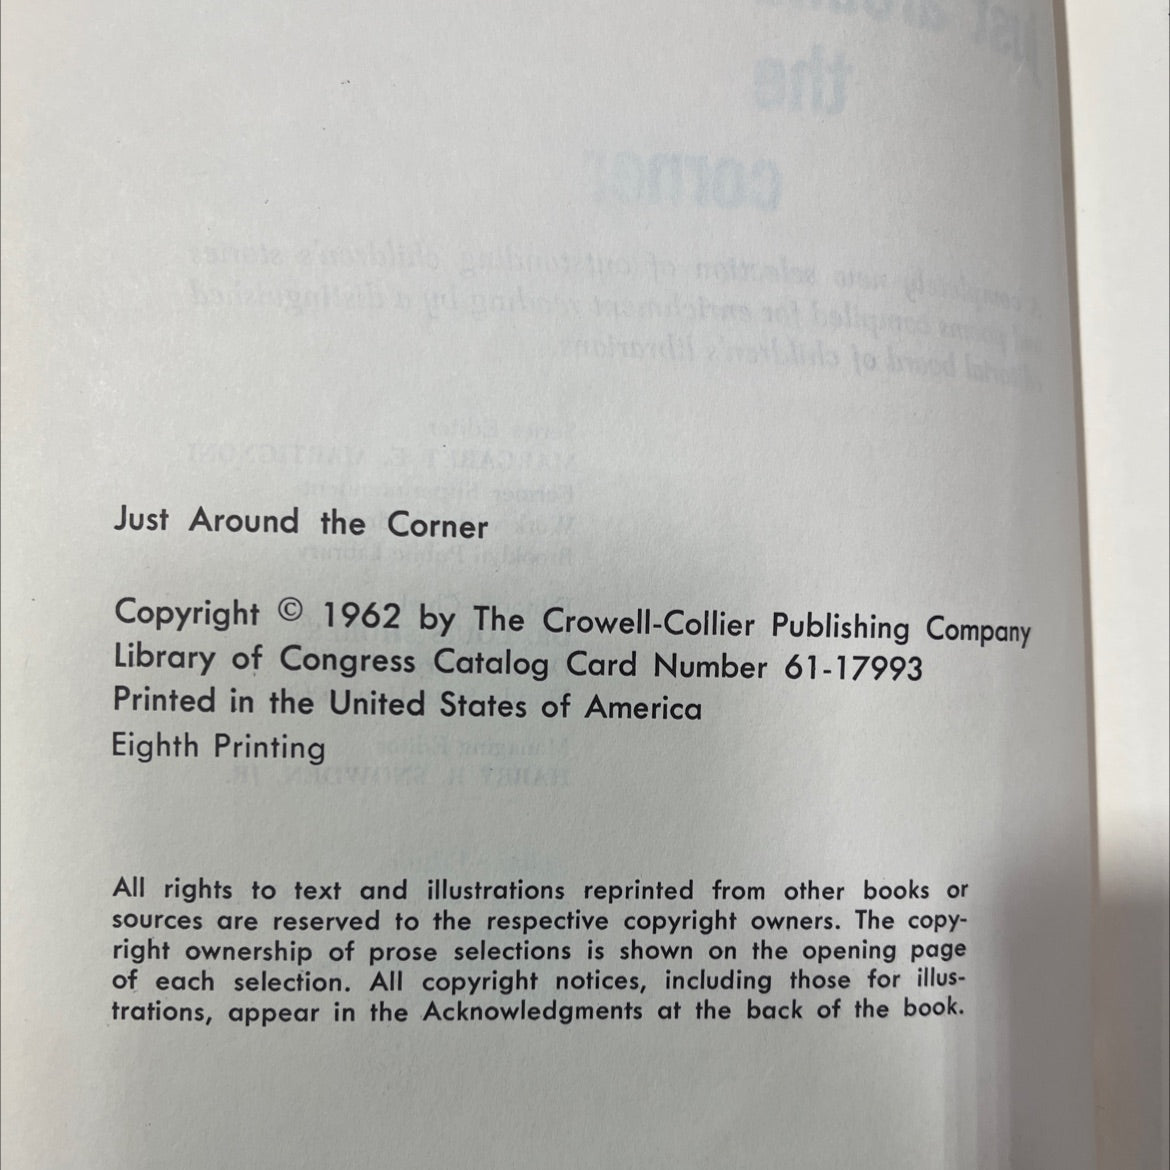 Just Around the Corner
Copyright © 1962 by The Crowell-Collier Publishing Company
Library of Congress Catalog Card Number 61-17993
Printed in the United States of America
Eighth Printing
All rights to text and illustrations reprinted from other books or
sources are reserved to the respective copyright owners. The copy-
right ownership of prose selections is shown on the opening page
of each selection. All copyright notices, including those for illus-
trations, appear in the Acknowledgments at the back of the book.